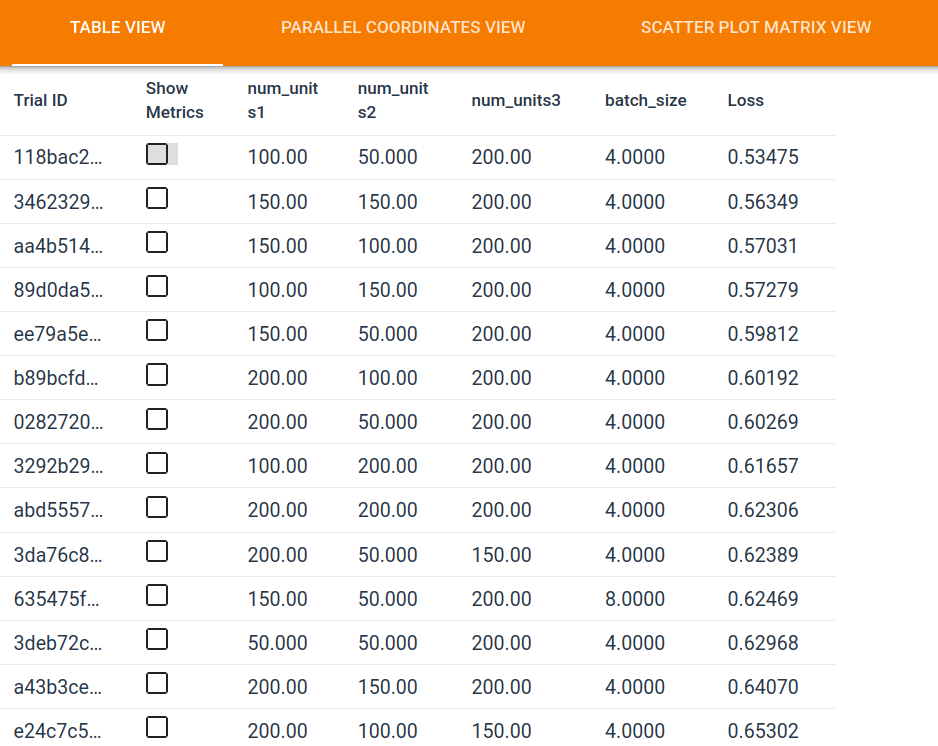 TABLE VIEW PARALLEL COORDINATES VIEW SCATTER PLOT MATRIX VIEW
Trial ID Show Metrics num_unit s1 num_unit s2 num_units3 batch_size Loss
118bac2... 100.00 50.000 200.00 4.0000 0.53475
3462329... 150.00 150.00 200.00 4.0000 0.56349
aa4b514... 150.00 100.00 200.00 4.0000 0.57031
89d0da5... 100.00 150.00 200.00 4.0000 0.57279
ee79a5e... 150.00 50.000 200.00 4.0000 0.59812
b89bcfd... 200.00 100.00 200.00 4.0000 0.60192
0282720... 200.00 50.000 200.00 4.0000 0.60269
3292b29... 100.00 200.00 200.00 4.0000 0.61657
abd5557... 200.00 200.00 200.00 4.0000 0.62306
3da76c8... 200.00 50.000 150.00 4.0000 0.62389
635475f... 150.00 50.000 200.00 8.0000 0.62469
3deb72c... 50.000 50.000 200.00 4.0000 0.62968
a43b3ce... 200.00 150.00 200.00 4.0000 0.64070
e24c7c5... 200.00 100.00 150.00 4.0000 0.65302